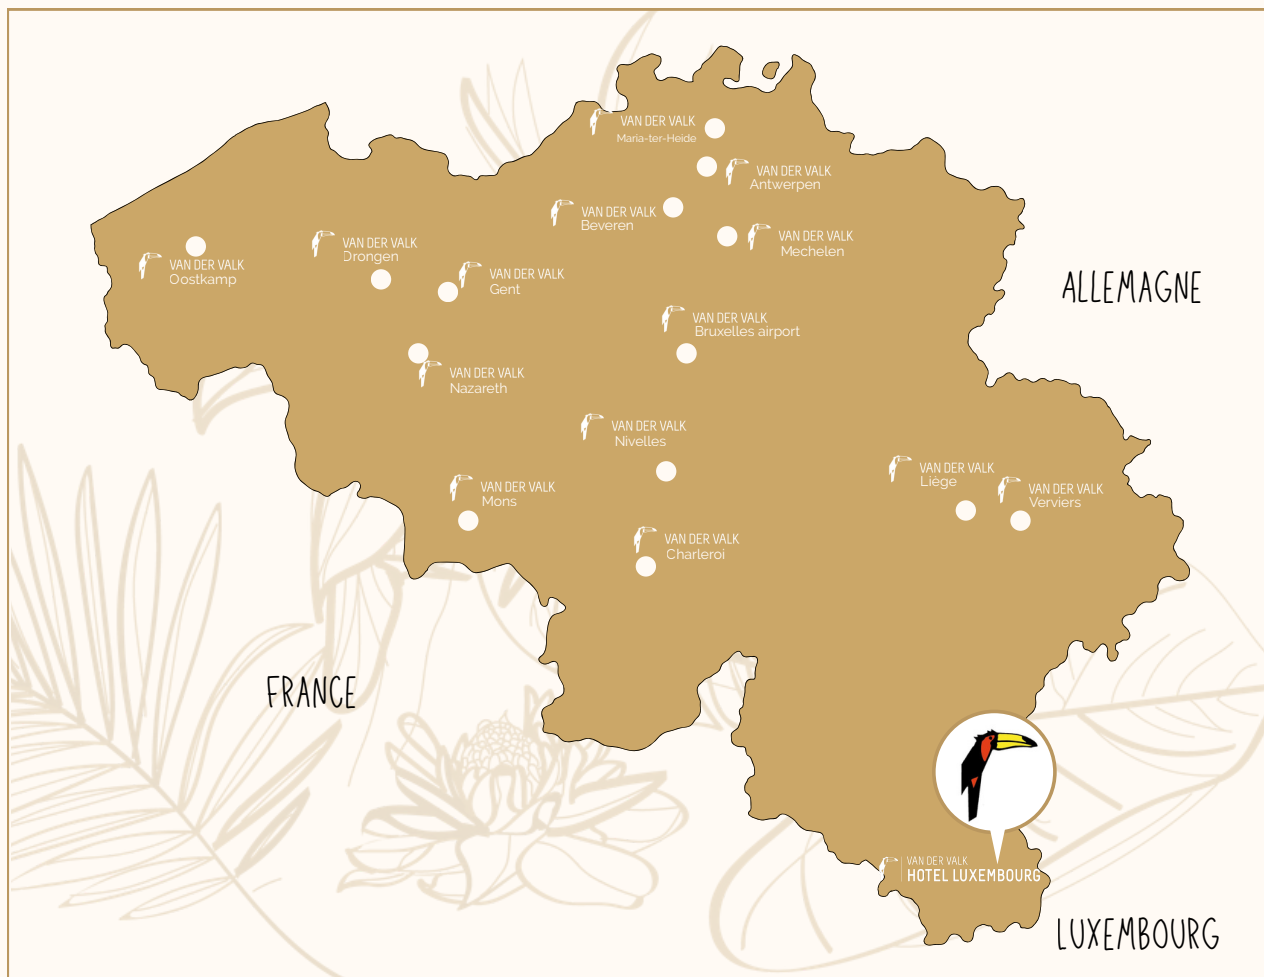 VAN DER VALK
Maria-ter-Heide
VAN DER VALK
Antwerpen
VAN DER VALK
Beveren
VAN DER VALK
Mechelen
VAN DER VALK
Oostkamp
VAN DER VALK
Drongen
VAN DER VALK
Gent
ALLEMAGNE
VAN DER VALK
Bruxelles airport
VAN DER VALK
Nazareth
VAN DER VALK
Nivelles
VAN DER VALK
Liège
VAN DER VALK
Mons
VAN DER VALK
Verviers
VAN DER VALK
Charleroi
FRANCE
VAN DER VALK
HOTEL LUXEMBOURG
LUXEMBOURG